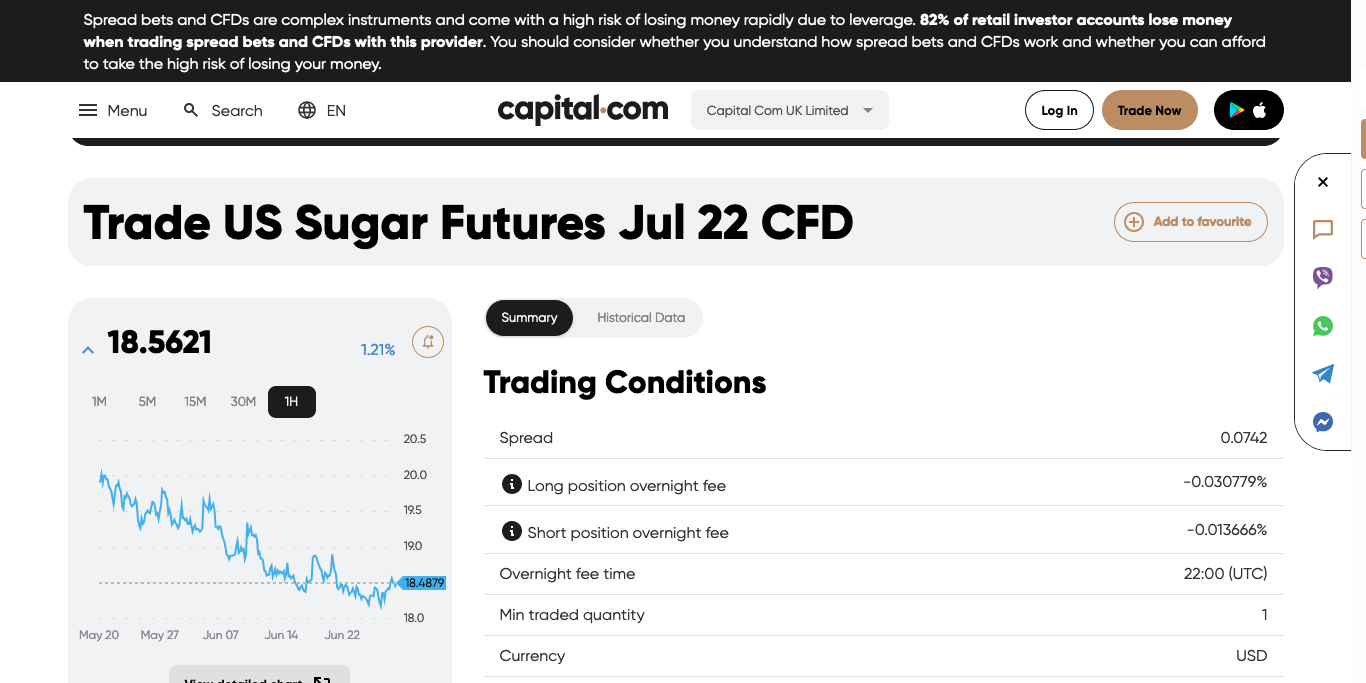 Spread bets and CFDs are complex instruments and come with a high risk of losing money rapidly due to leverage. 82% of retail investor accounts lose money
when trading spread bets and CFDs with this provider. You should consider whether you understand how spread bets and CFDs work and whether you can afford
to take the high risk of losing your money.
Menu
Search
EN
capital.com
Capital Com UK Limited
Log In
Trade Now
Trade US Sugar Futures Jul 22 CFD
Add to favourite
18.5621
1.21%
1M
5M
15M
30M
1H
20.5
20.0
19.5
19.0
18.4879
18.0
May 20
May 27
Jun 07
Jun 14
Jun 22
View detailed chart
Summary
Historical Data
Trading Conditions
Spread 0.0742
Long position overnight fee -0.030779%
Short position overnight fee -0.013666%
Overnight fee time 22:00 (UTC)
Min traded quantity 1
Currency USD